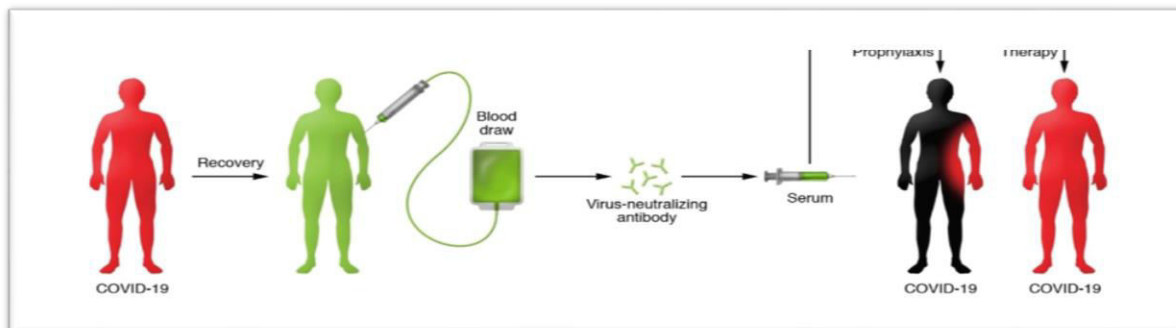 Prophylaxis
Therapy
Recovery
Blood
draw
Virus-neutralizing
antibody
Serum
COVID-19
COVID-19
COVID-19